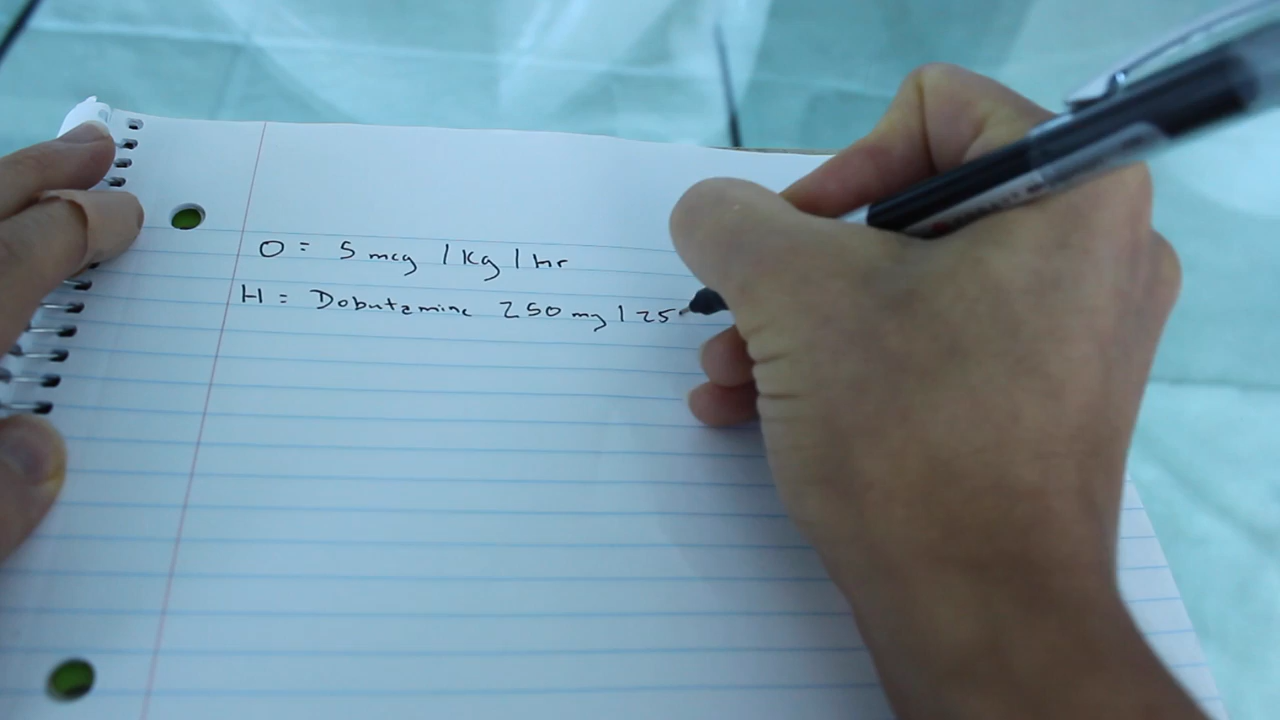 O = 5 mcg / kg / Hr
H = Dobutamine 250 mg / 25